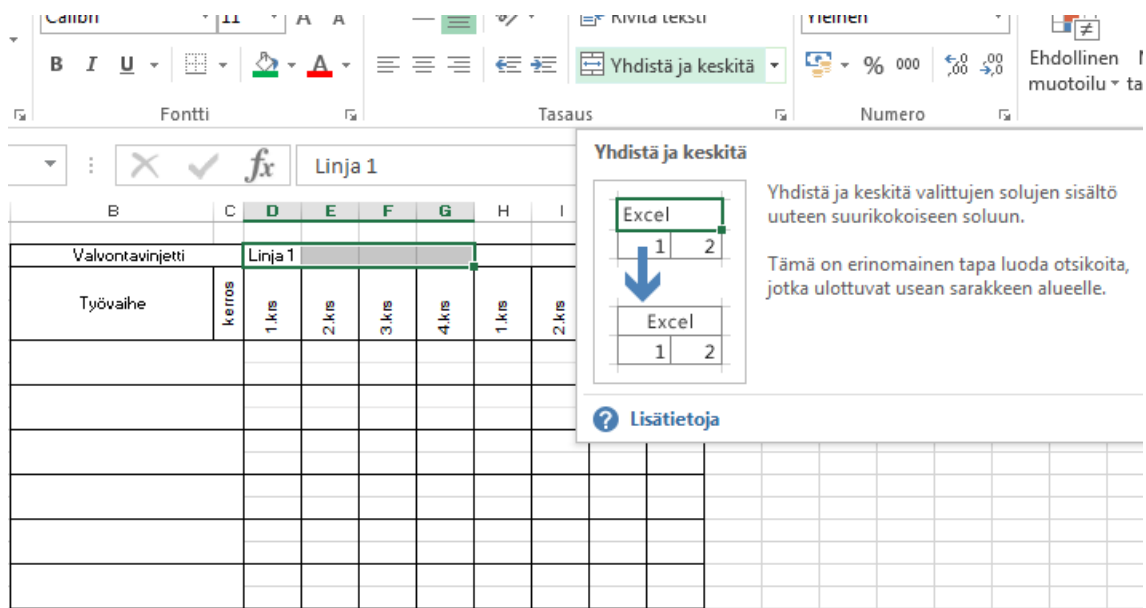 Calibri 11 A A Rivitä teksti Yleinen
B I U A Yhdistä ja keskitä % 000 ,00 ,00 Ehdollinen
muotoilu ta
Fontti Tasaus Numero
fx Linja 1
B C D E F G H I
Valvontavinjetti Linja 1
Työvaihe kerros 1.krs 2.krs 3.krs 4.krs 1.krs 2.krs
Yhdistä ja keskitä
Excel
1 2
Excel
1 2
Yhdistä ja keskitä valittujen solujen sisältö
uuteen suurikokoiseen soluun.
Tämä on erinomainen tapa luoda otsikoita,
jotka ulottuvat usean sarakkeen alueelle.
? Lisätietoja